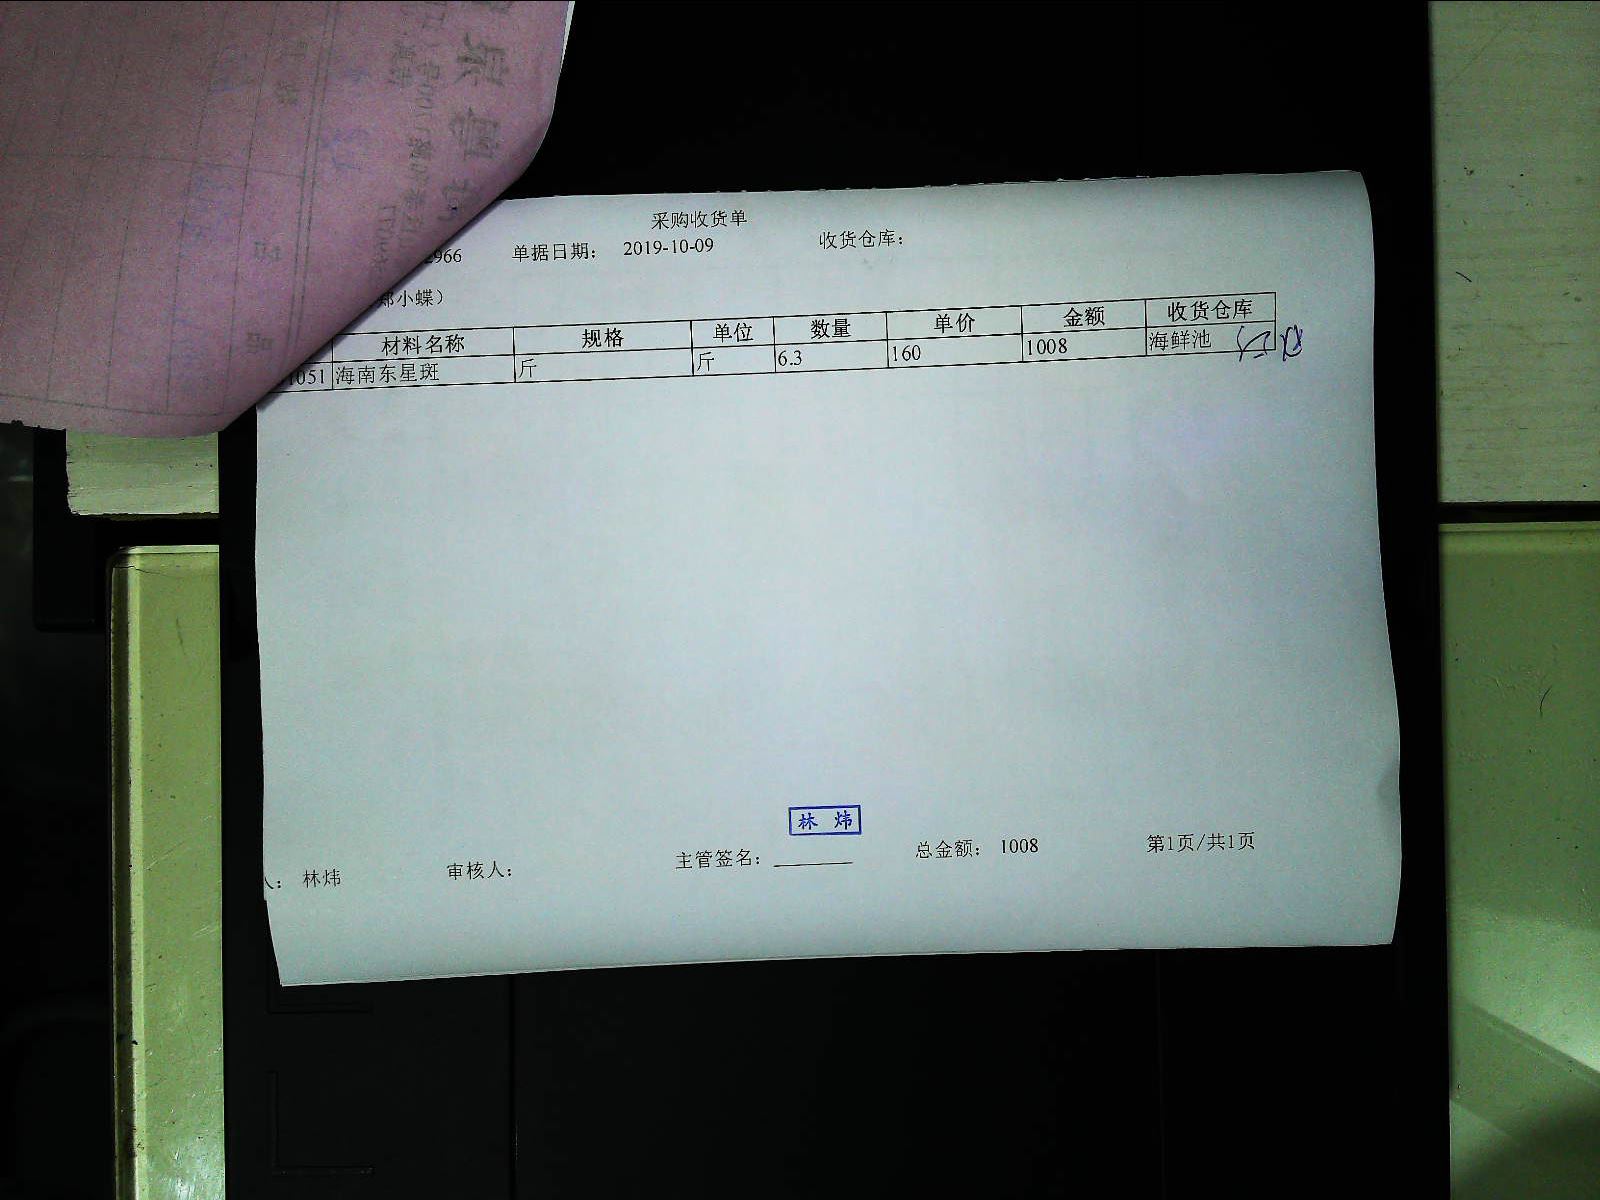 采购收货单
2966 单据日期： 2019-10-09 收货仓库：
郑小蝶）
材料名称 规格 单位 数量 单价 金额 收货仓库
1051 海南东星斑 斤 斤 6.3 160 1008 海鲜池
林 炜
人： 林炜 审核人： 主管签名： 总金额： 1008 第1页/共1页